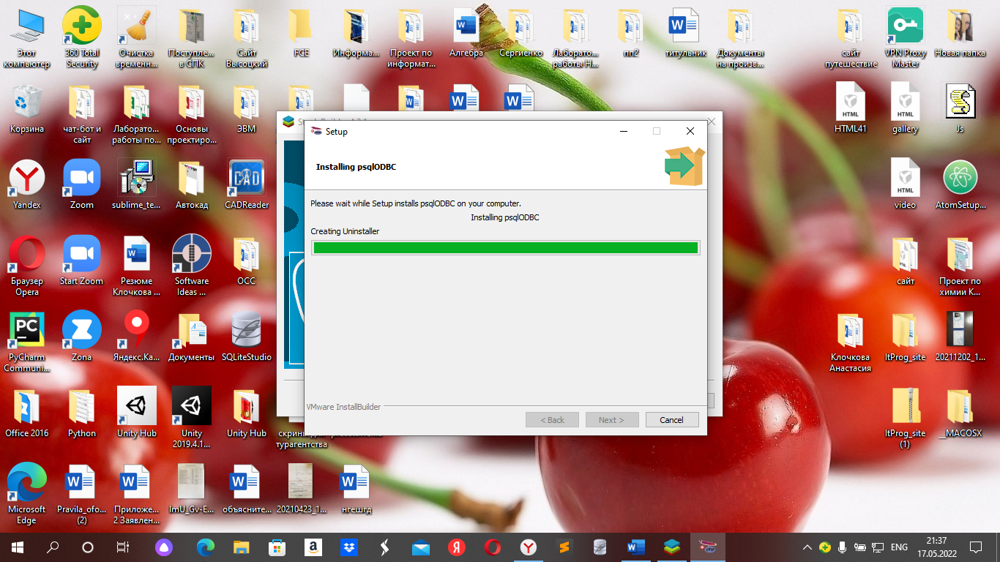 Этот
компьютер
360 Total
Security
Очистка
временн...
Поступле...
в СПК
Сайт
Высоцкий
FCE
Информа...
Проект по
информат...
Алгебра
Сергиенко
Лаборато...
работы Н...
пп2
титульник
Документы
на произв...
сайт
путешествие
VPN Proxy
Master
Новая папка
Корзина
чат-бот и
сайт
Лаборато...
работы по...
Основы
проектиро...
ЭВМ
HTML
HTML41
HTML
gallery
Js
Setup
Installing psqlODBC
Please wait while Setup installs psqlODBC on your computer.
Installing psqlODBC
Creating Uninstaller
VMware InstallBuilder
< Back
Next >
Cancel
Yandex
Zoom
sublime_te...
Автокад
CAD
CADReader
HTML
video
AtomSetup...
Браузер
Opera
Start Zoom
Резюме
Клочкова ...
Software
Ideas ...
ОСС
сайт
Проект по
химии К...
PC
PyCharm
Communi...
Zona
Яндекс.Ка...
Документы
SQLiteStudio
Клочкова
Анастасия
ItProg_site
20211202_1...
Office 2016
Python
Unity Hub
Unity
2019.4.1...
Unity Hub
турагентства
ItProg_site
(1)
__MACOSX
Microsoft
Edge
Pravila_ofo...
(2)
Приложе...
2 Заявлен...
ImU_Gv-E...
объясните...
20210423_1...
нгешгд
ENG
21:37
17.05.2022